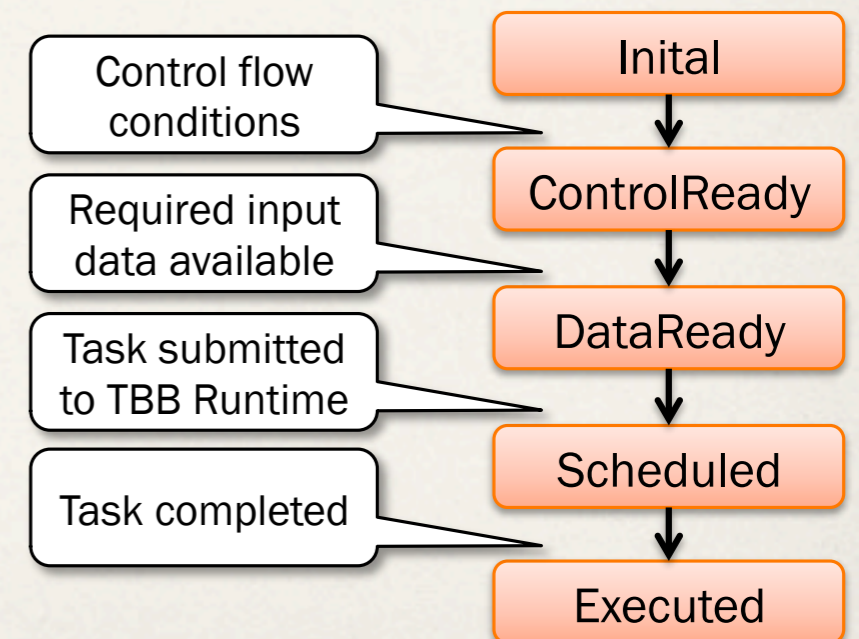 Inital
Control flow
conditions
ControlReady
Required input
data available
DataReady
Task submitted
to TBB Runtime
Scheduled
Task completed
Executed